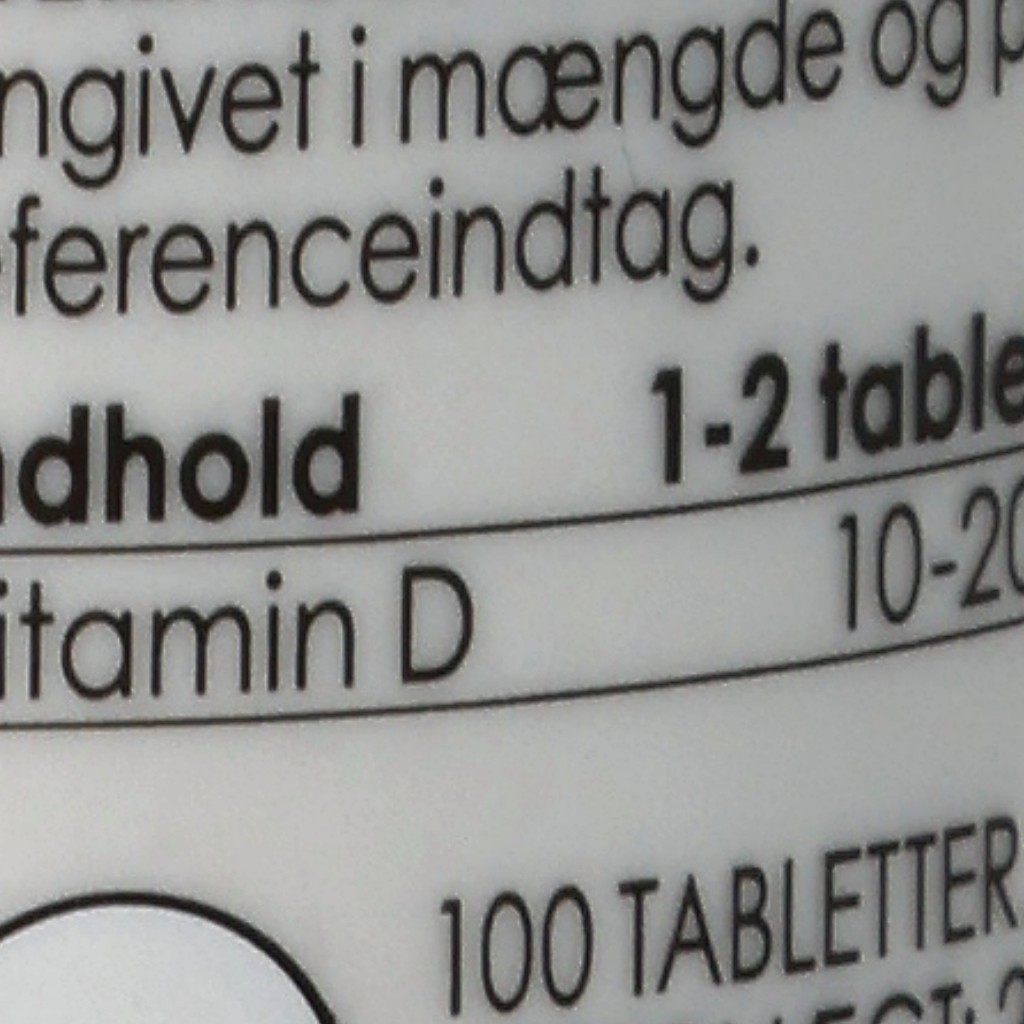 ngivet i mængde og p
ferenceindtag.
dhold 1-2 table
itamin D 10-20
100 TABLETTER